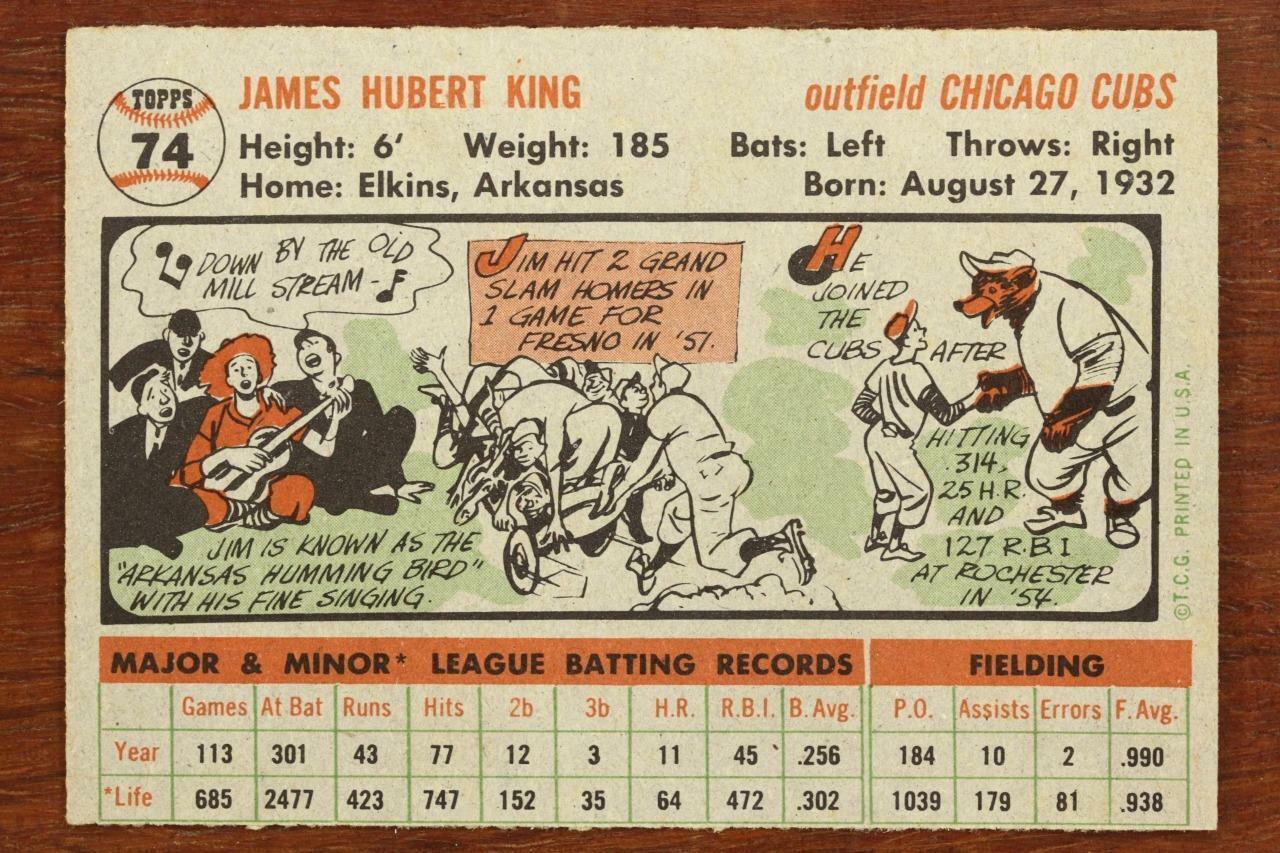 TOPPS
74
JAMES HUBERT KING
outfield CHICAGO CUBS
Height: 6' Weight: 185 Bats: Left Throws: Right
Home: Elkins, Arkansas Born: August 27, 1932
DOWN BY THE OLD
MILL STREAM -
JIM IS KNOWN AS THE
"ARKANSAS HUMMING BIRD"
WITH HIS FINE SINGING.
JIM HIT 2 GRAND
SLAM HOMERS IN
1 GAME FOR
FRESNO IN '51.
HE
JOINED
THE
CUBS AFTER
HITTING
.314,
25 H.R.
AND
127 R.B.I
AT ROCHESTER
IN '54.
©T.C.G. PRINTED IN U.S.A.
MAJOR & MINOR* LEAGUE BATTING RECORDS FIELDING
Games At Bat Runs Hits 2b 3b H.R. R.B.I. B. Avg. P.O. Assists Errors F. Avg.
Year 113 301 43 77 12 3 11 45 .256 184 10 2 .990
*Life 685 2477 423 747 152 35 64 472 .302 1039 179 81 .938